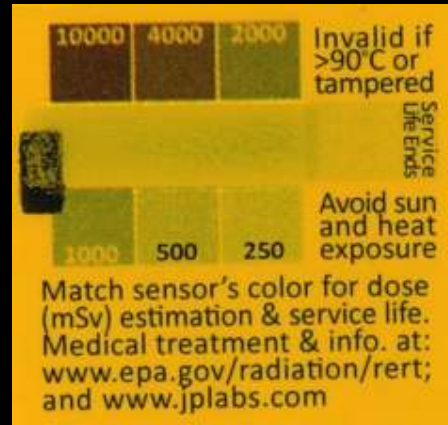 10000 4000 2000
Invalid if
>90°C or
tampered
Service
Life Ends
1000 500 250
Avoid sun
and heat
exposure
Match sensor's color for dose
(mSv) estimation & service life.
Medical treatment & info. at:
www.epa.gov/radiation/rert;
and www.jplabs.com